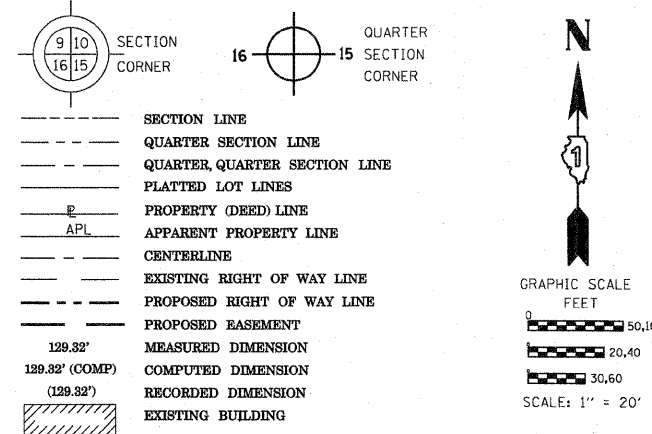 9 10
16 15
SECTION
CORNER
16
15
QUARTER
SECTION
CORNER
N
1
SECTION LINE
QUARTER SECTION LINE
QUARTER, QUARTER SECTION LINE
PLATTED LOT LINES
PROPERTY (DEED) LINE
APL APPARENT PROPERTY LINE
CENTERLINE
EXISTING RIGHT OF WAY LINE
PROPOSED RIGHT OF WAY LINE
PROPOSED EASEMENT
129.32' MEASURED DIMENSION
129.32' (COMP) COMPUTED DIMENSION
(129.32') RECORDED DIMENSION
EXISTING BUILDING
GRAPHIC SCALE
FEET
0
20,40
30,60
SCALE: 1" = 20'